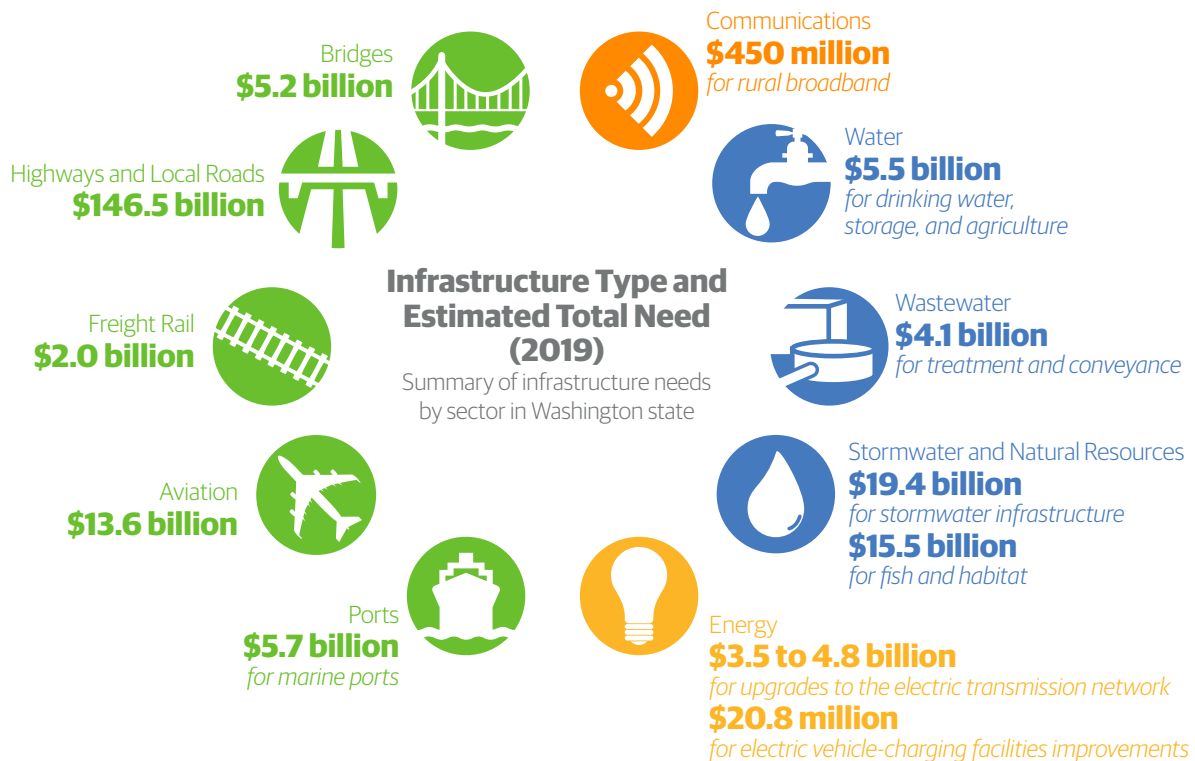 Infrastructure Type and
Estimated Total Need
(2019)
Summary of infrastructure needs
by sector in Washington state
Communications
$450 million
for rural broadband
Water
$5.5 billion
for drinking water,
storage, and agriculture
Wastewater
$4.1 billion
for treatment and conveyance
Stormwater and Natural Resources
$19.4 billion
for stormwater infrastructure
$15.5 billion
for fish and habitat
Energy
$3.5 to 4.8 billion
for upgrades to the electric transmission network
$20.8 million
for electric vehicle-charging facilities improvements
Ports
$5.7 billion
for marine ports
Aviation
$13.6 billion
Freight Rail
$2.0 billion
Highways and Local Roads
$146.5 billion
Bridges
$5.2 billion